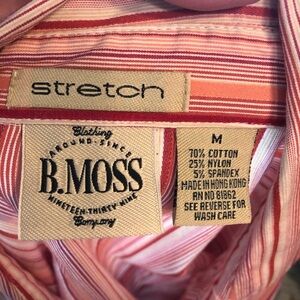 stretch
Clothing
AROUND-SINCE
B.MOSS
NINETEEN-THIRTY-NINE
Company
M
70% COTTON
25% NYLON
5% SPANDEX
MADE IN HONG KONG
RN NO 81862
SEE REVERSE FOR
WASH CARE